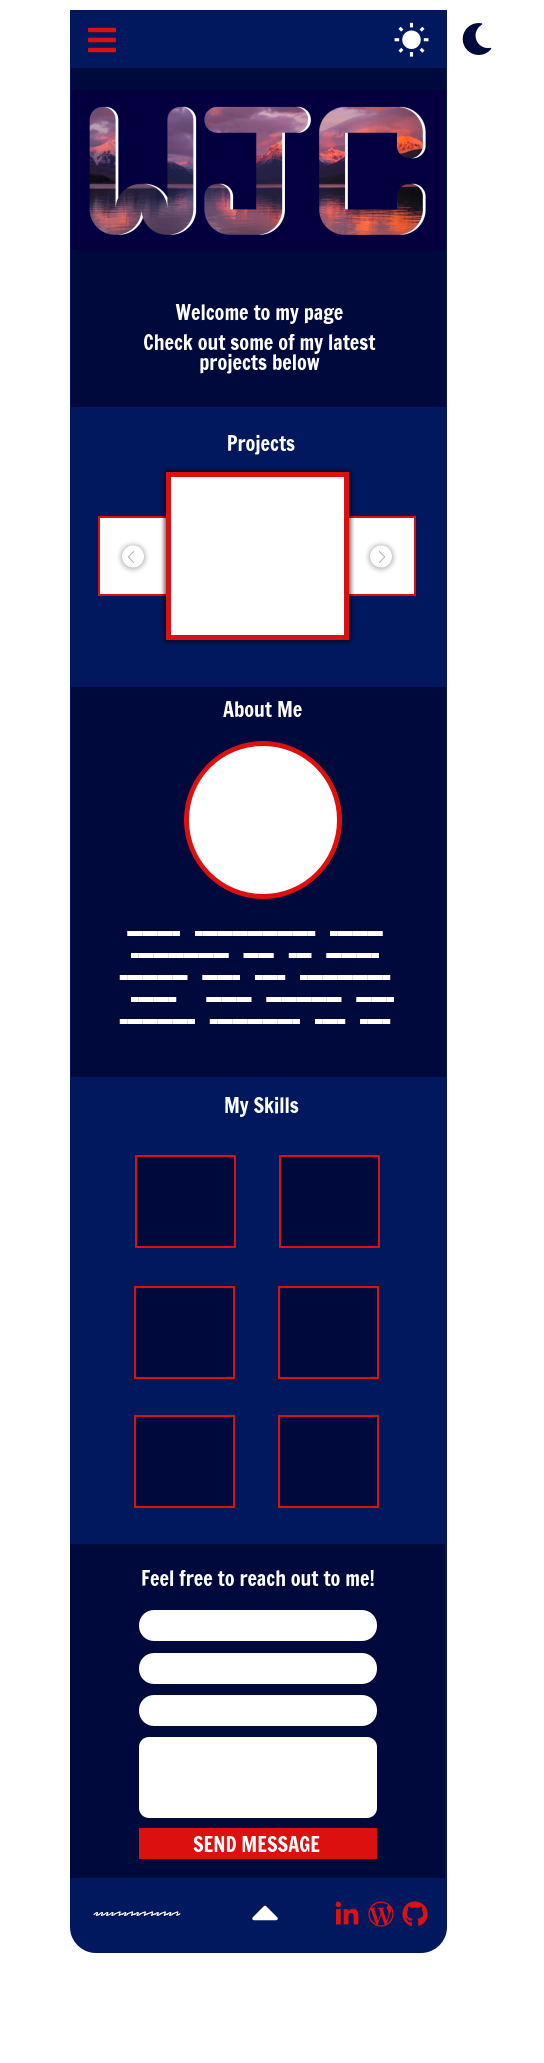 WJC
Welcome to my page
Check out some of my latest
projects below
Projects
About Me
My Skills
Feel free to reach out to me!
SEND MESSAGE
in